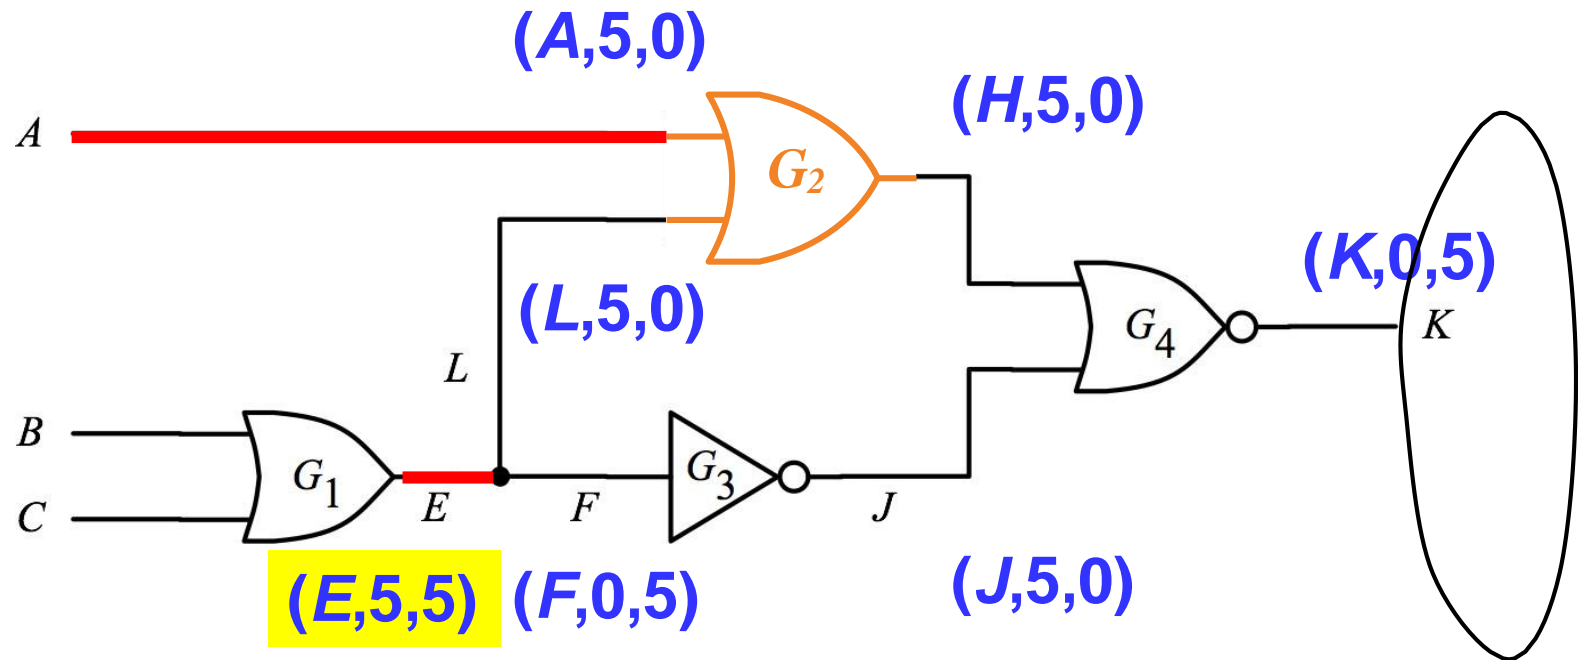 (A,5,0)
(H,5,0)
A
G2
(K,0,5)
(L,5,0)
G4
K
L
B
G1
G3
C
E
F
J
(E,5,5)
(F,0,5)
(J,5,0)